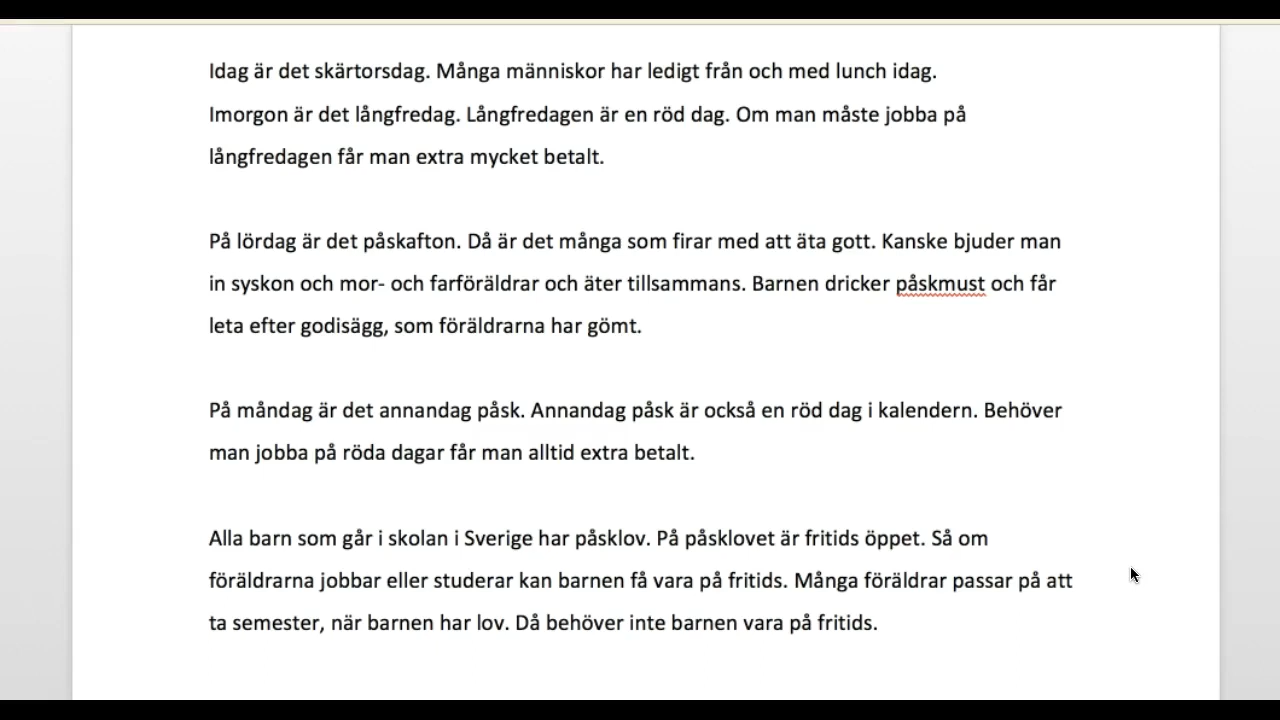 Idag är det skärtorsdag. Många människor har ledigt från och med lunch idag.
Imorgon är det långfredag. Långfredagen är en röd dag. Om man måste jobba på
långfredagen får man extra mycket betalt.
På lördag är det påskafton. Då är det många som firar med att äta gott. Kanske bjuder man
in syskon och mor- och farföräldrar och äter tillsammans. Barnen dricker påskmust och får
leta efter godisägg, som föräldrarna har gömt.
På måndag är det annandag påsk. Annandag påsk är också en röd dag i kalendern. Behöver
man jobba på röda dagar får man alltid extra betalt.
Alla barn som går i skolan i Sverige har påsklov. På påsklovet är fritids öppet. Så om
föräldrarna jobbar eller studerar kan barnen få vara på fritids. Många föräldrar passar på att
ta semester, när barnen har lov. Då behöver inte barnen vara på fritids.